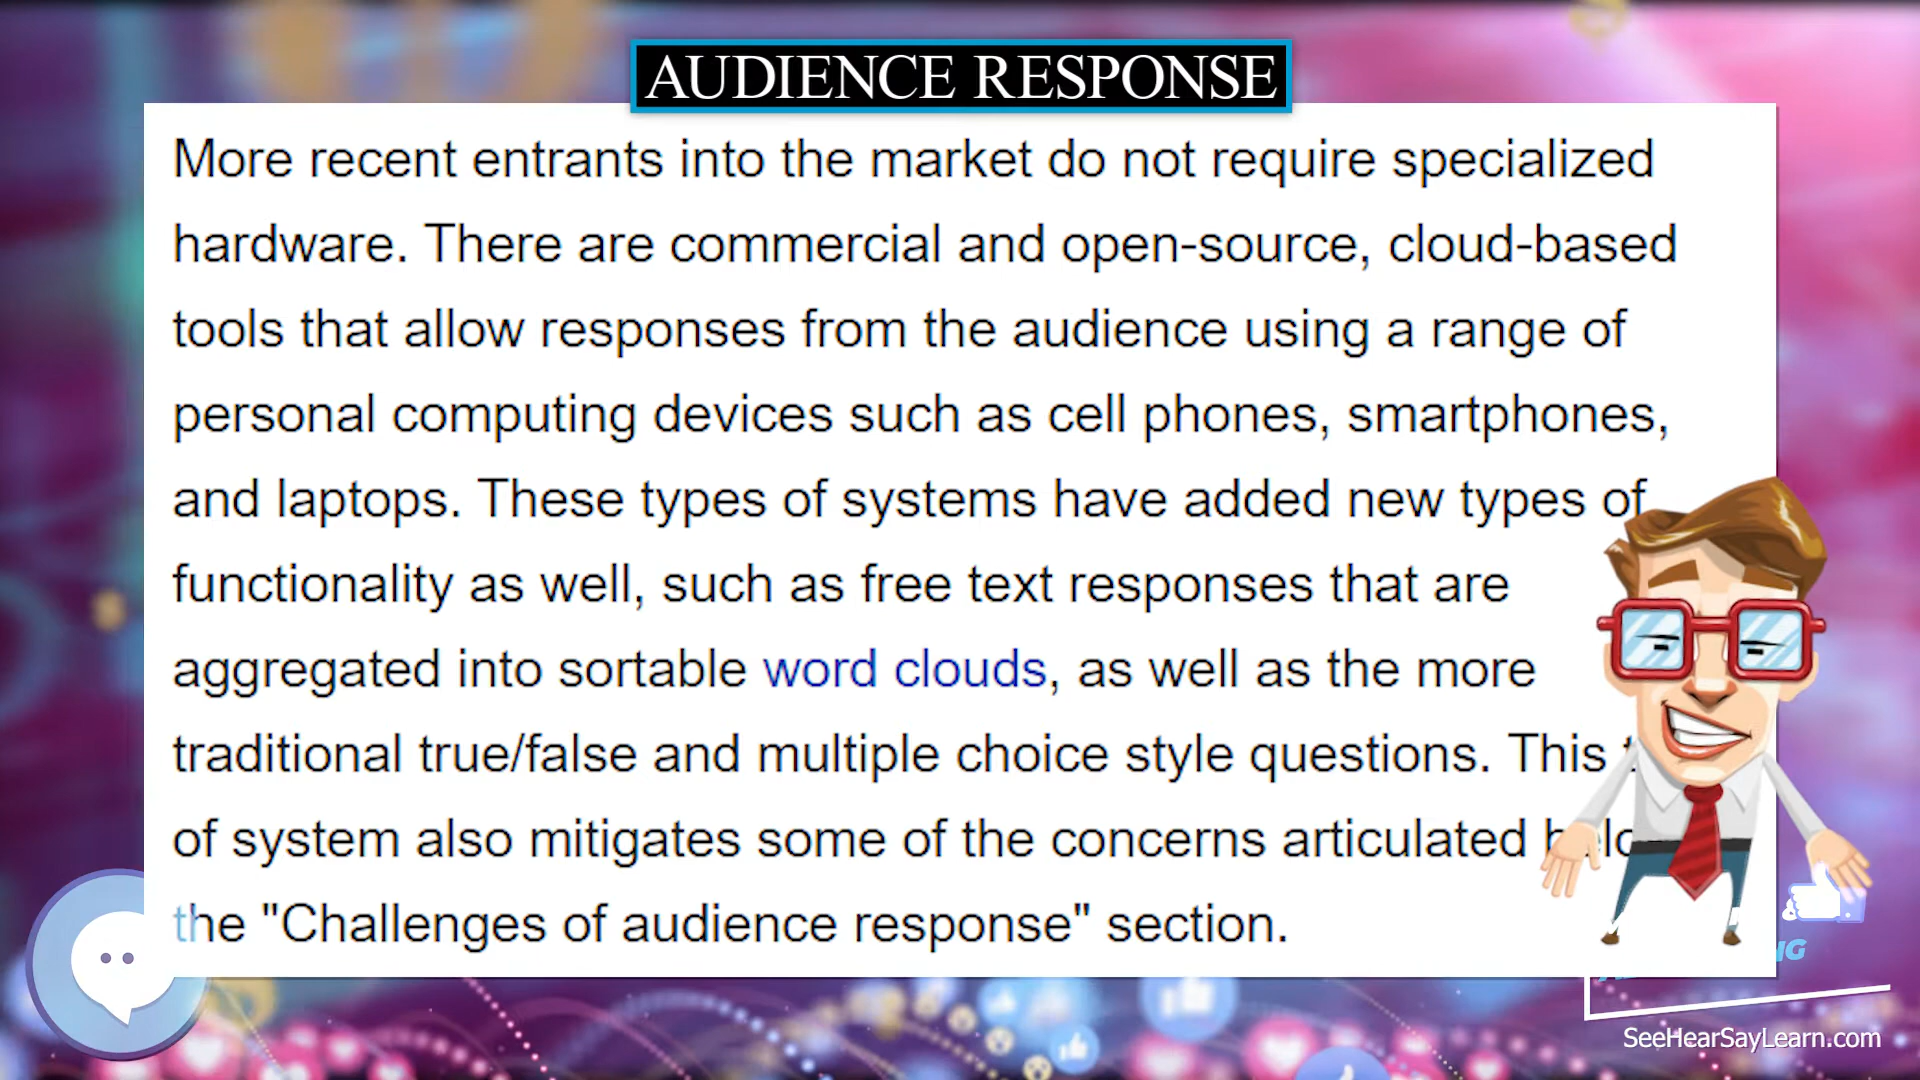 AUDIENCE RESPONSE
More recent entrants into the market do not require specialized
hardware. There are commercial and open-source, cloud-based
tools that allow responses from the audience using a range of
personal computing devices such as cell phones, smartphones,
and laptops. These types of systems have added new types of
functionality as well, such as free text responses that are
aggregated into sortable word clouds, as well as the more
traditional true/false and multiple choice style questions. This
of system also mitigates some of the concerns articulated
the "Challenges of audience response" section.
SeeHearSayLearn.com